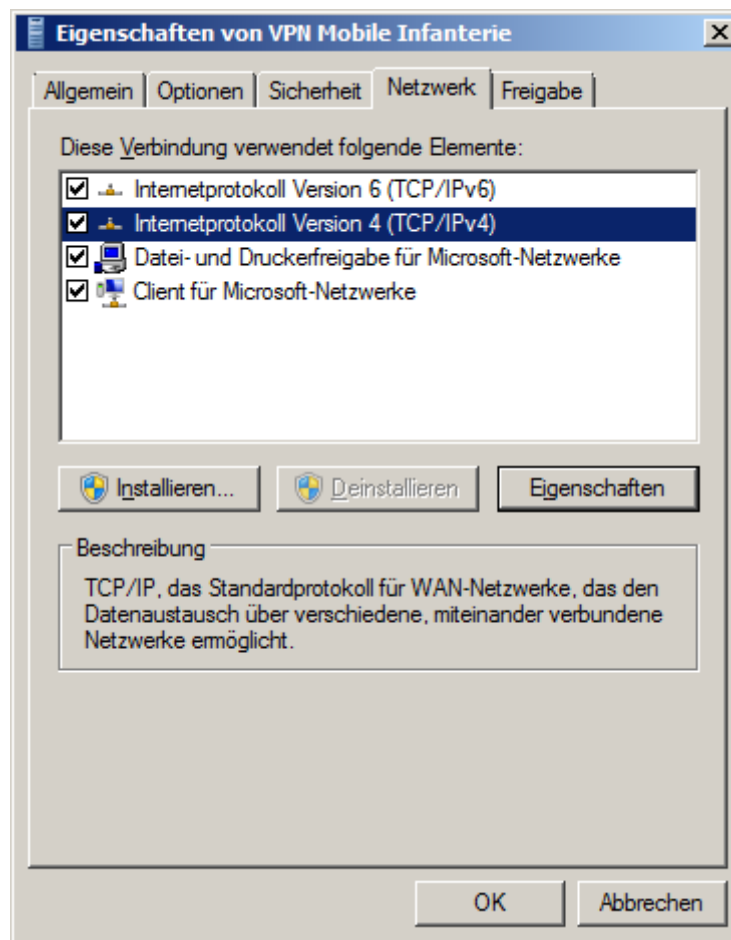 Eigenschaften von VPN Mobile Infanterie
Allgemein
Optionen
Sicherheit
Netzwerk
Freigabe
Diese Verbindung verwendet folgende Elemente:
Internetprotokoll Version 6 (TCP/IPv6)
Internetprotokoll Version 4 (TCP/IPv4)
Datei- und Druckerfreigabe für Microsoft-Netzwerke
Client für Microsoft-Netzwerke
Installieren...
Deinstallieren
Eigenschaften
Beschreibung
TCP/IP, das Standardprotokoll für WAN-Netzwerke, das den
Datenaustausch über verschiedene, miteinander verbundene
Netzwerke ermöglicht.
OK
Abbrechen